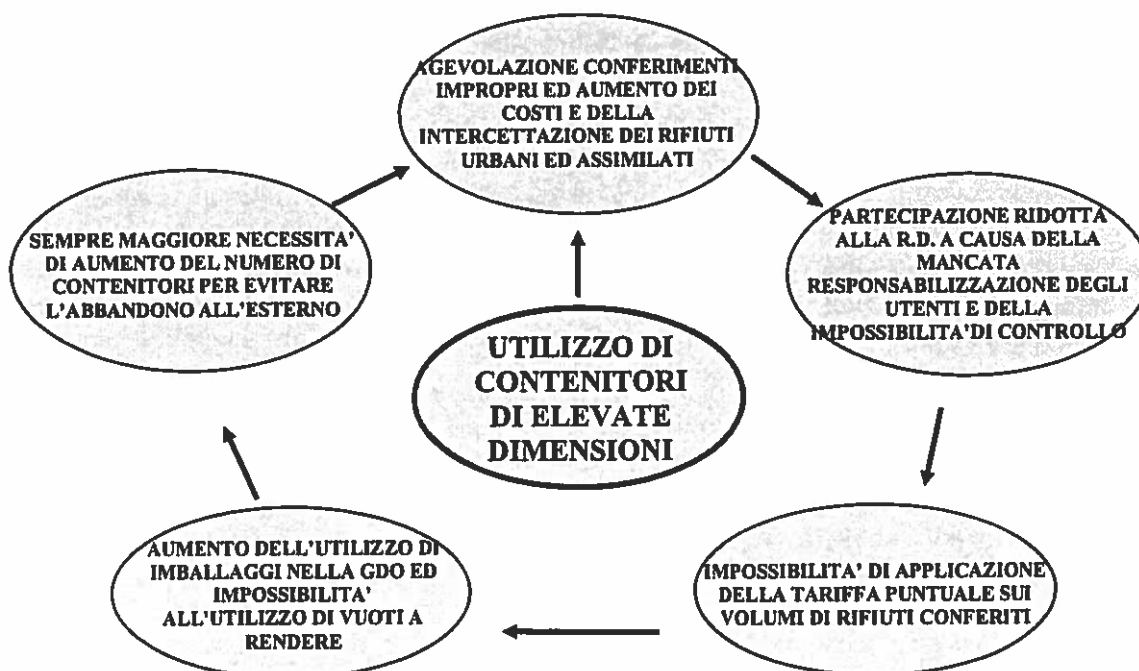 AGEVOLAZIONE CONFERIMENTI
IMPROPRI ED AUMENTO DEI
COSTI E DELLA
INTERCETTAZIONE DEI RIFIUTI
URBANI ED ASSIMILATI
PARTECIPAZIONE RIDOTTA
ALLA R.D. A CAUSA DELLA
MANCATA
RESPONSABILIZZAZIONE DEGLI
UTENTI E DELLA
IMPOSSIBILITA'DI CONTROLLO
IMPOSSIBILITA' DI APPLICAZIONE
DELLA TARIFFA PUNTUALE SUI
VOLUMI DI RIFIUTI CONFERITI
AUMENTO DELL'UTILIZZO DI
IMBALLAGGI NELLA GDO ED
IMPOSSIBILITA'
ALL'UTILIZZO DI VUOTI A
RENDERE
SEMPRE MAGGIORE NECESSITA'
DI AUMENTO DEL NUMERO DI
CONTENITORI PER EVITARE
L'ABBANDONO ALL'ESTERNO
UTILIZZO DI
CONTENITORI
DI ELEVATE
DIMENSIONI